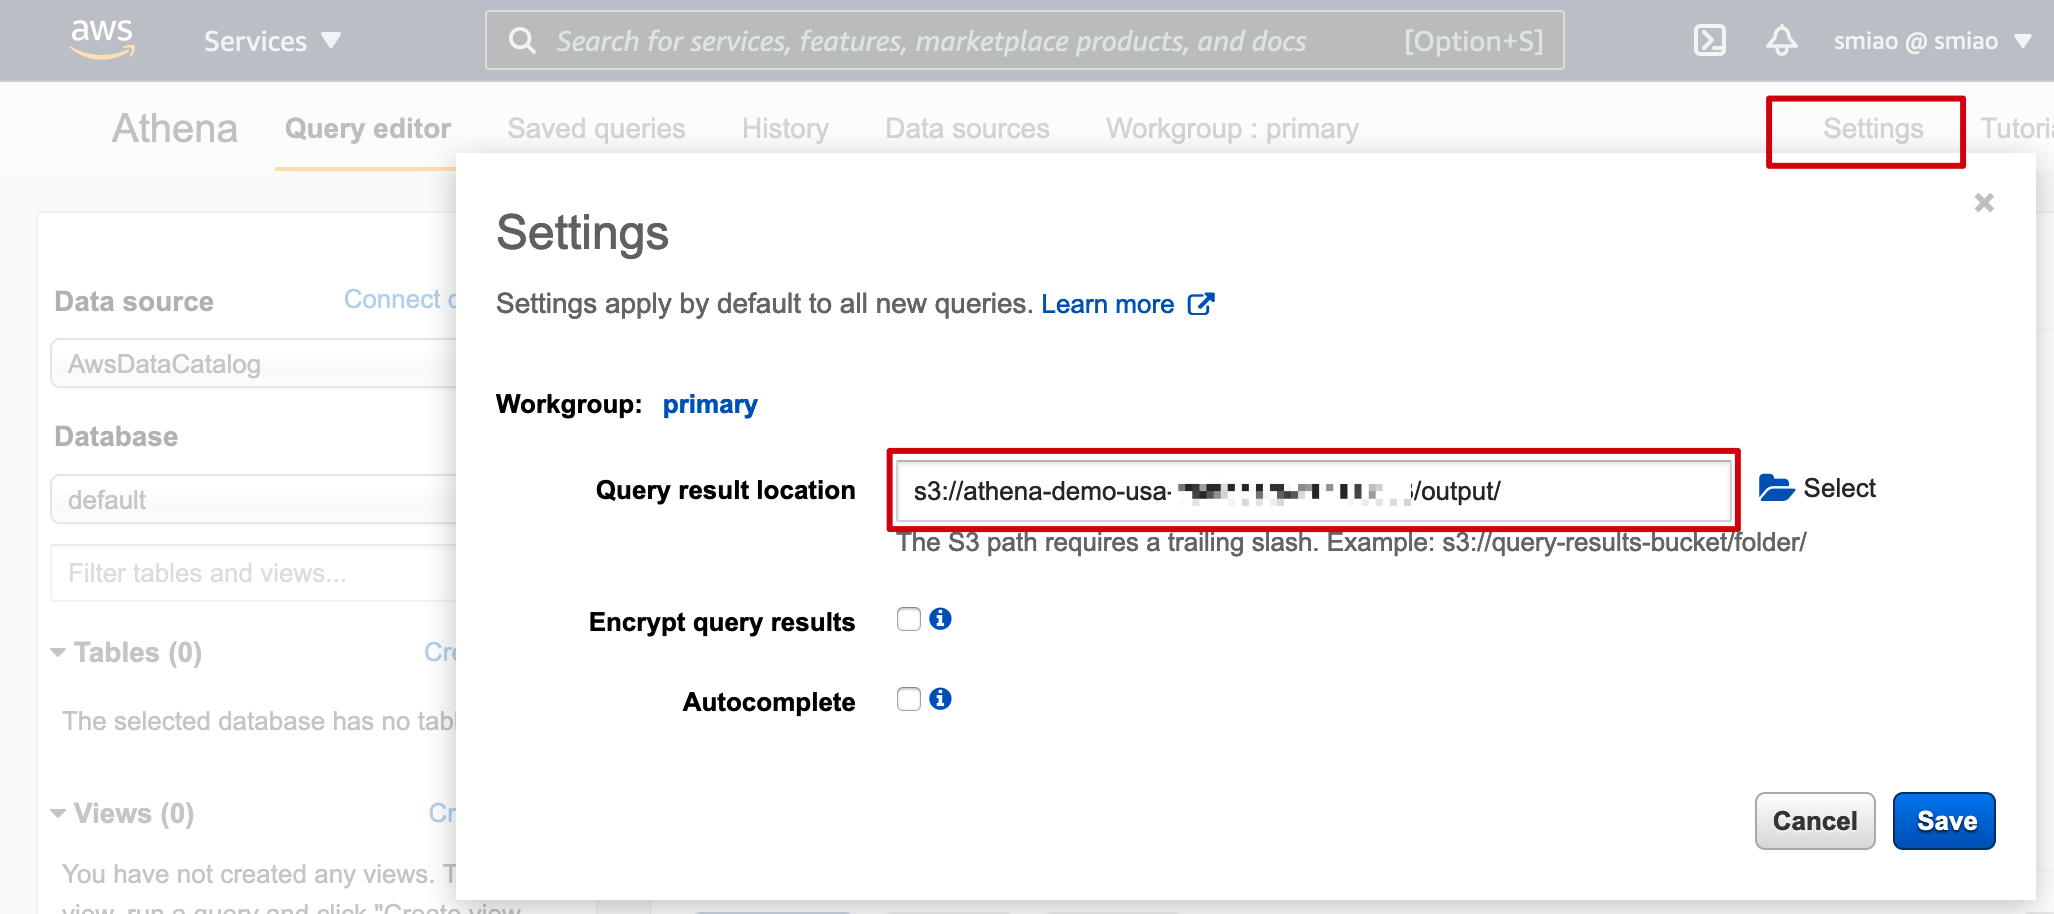 aws Services Search for services, features, marketplace products, and docs [Option+S] smiao @ smiao
Athena Query editor Saved queries History Data sources Workgroup : primary Settings
Settings
Settings apply by default to all new queries. Learn more
Data source Connect
AwsDataCatalog
Workgroup: primary
Database
Query result location s3://athena-demo-usa- /output/ Select
default
The S3 path requires a trailing slash. Example: s3://query-results-bucket/folder/
Filter tables and views...
Encrypt query results
Tables (0)
Autocomplete
The selected database has no
Views (0)
Cancel Save
You have not created any views.
view, run a query and click "Create view